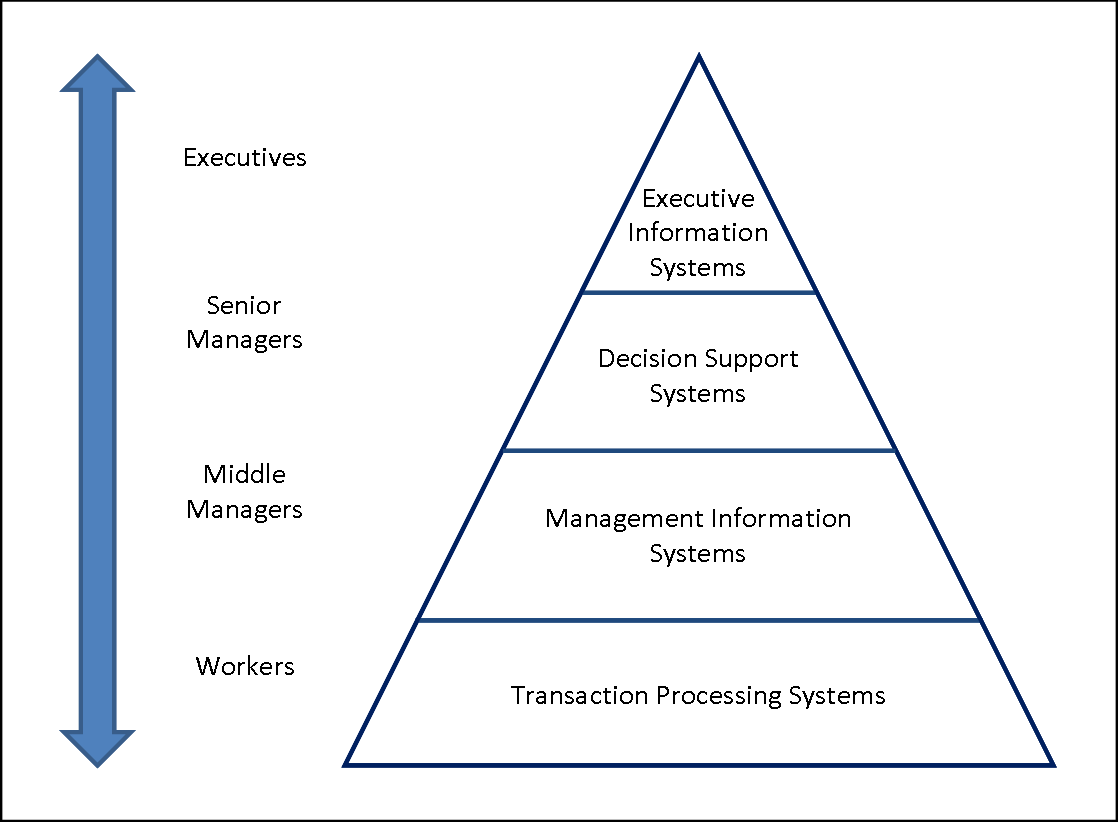 Executives
Executive
Information
Systems
Senior
Managers
Decision Support
Systems
Middle
Managers
Management Information
Systems
Workers
Transaction Processing Systems